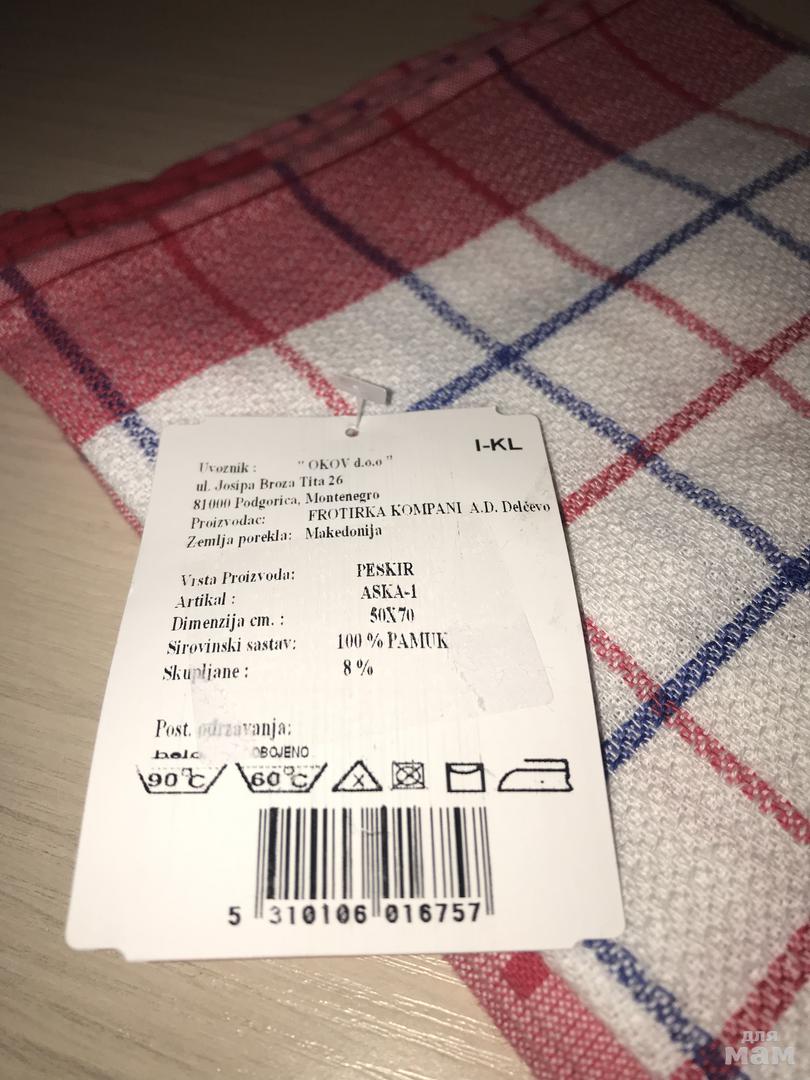 I-KL
Uvoznik : " OKOV d.o.o "
ul. Josipa Broza Tita 26
81000 Podgorica, Montenegro
Proizvodac: FROTIRKA KOMPANI A.D. Delčevo
Zemlja porekla: Makedonija
Vrsta Proizvoda: PESKIR
Artikal : ASKA-1
Dimenzija cm. : 50X70
Sirovinski sastav: 100 % PAMUK
Skupljane : 8 %
Post. odrzavanja:
belo OBOJENO
90°C 60°C
5 310106 016757
для
мам